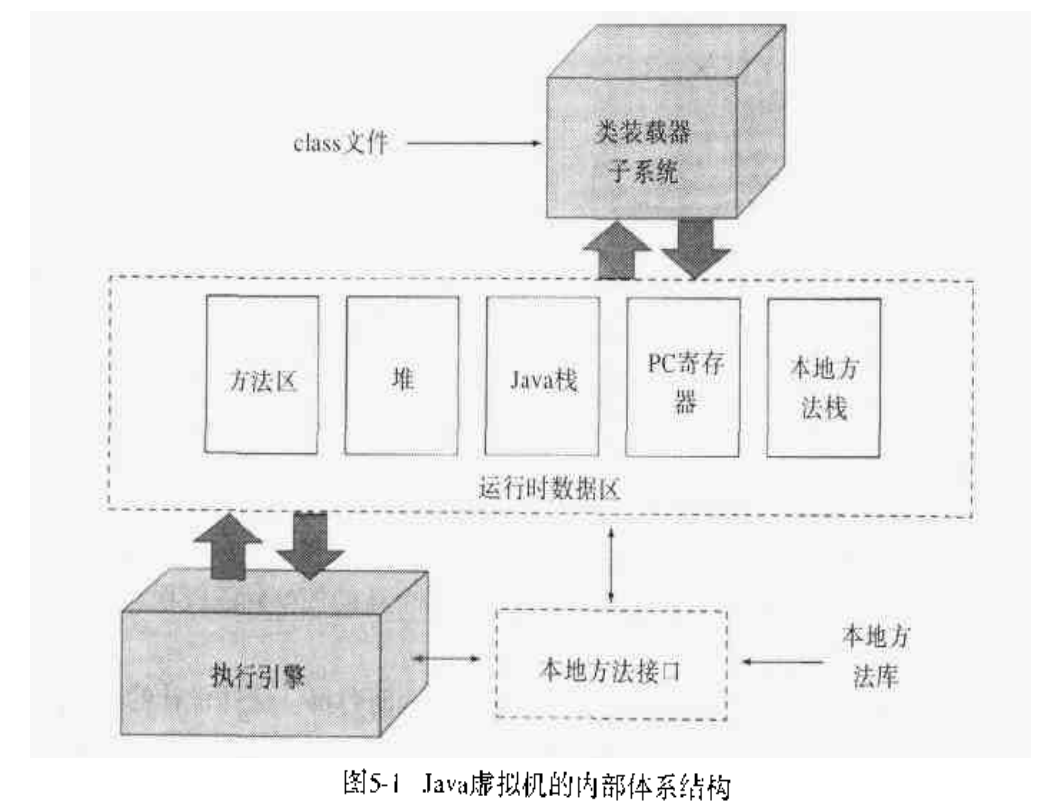 类装载器
子系统
class文件
方法区
堆
Java栈
PC寄存
器
本地方
法栈
运行时数据区
执行引擎
本地方法接口
本地方
法库
图5-1 Java虚拟机的内部体系结构